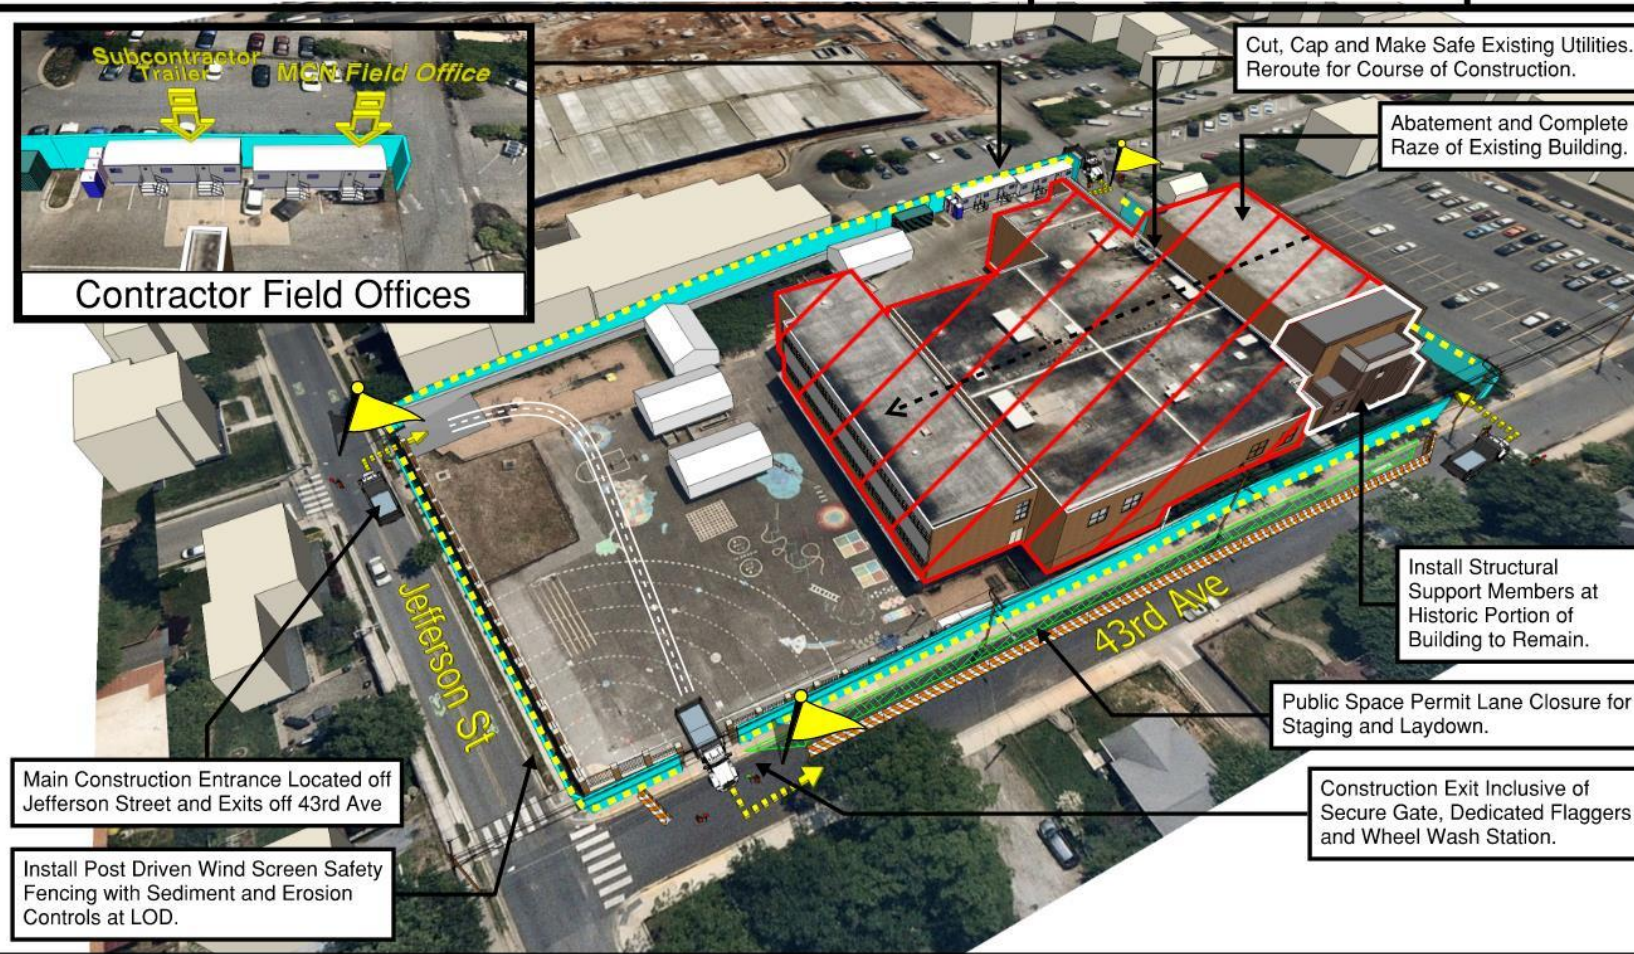 Subcontractor
Trailer
MCN Field Office
Contractor Field Offices
Cut, Cap and Make Safe Existing Utilities.
Reroute for Course of Construction.
Abatement and Complete
Raze of Existing Building.
Install Structural
Support Members at
Historic Portion of
Building to Remain.
Jefferson St
43rd Ave
Public Space Permit Lane Closure for
Staging and Laydown.
Main Construction Entrance Located off
Jefferson Street and Exits off 43rd Ave
Construction Exit Inclusive of
Secure Gate, Dedicated Flaggers
and Wheel Wash Station.
Install Post Driven Wind Screen Safety
Fencing with Sediment and Erosion
Controls at LOD.